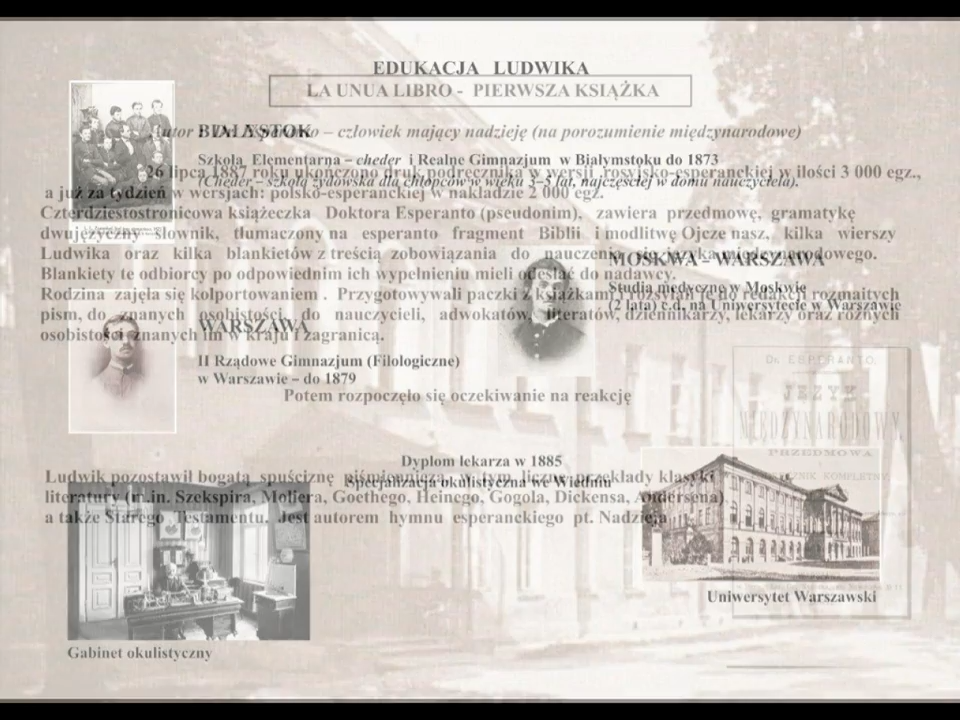 EDUKACJA LUDWIKA
LA UNUA LIBRO - PIERWSZA KSIĄŻKA
BIAŁYSTOK
– człowiek mający nadzieję (na porozumienie międzynarodowe)
Szkoła Elementarna – cheder i Realne Gimnazjum w Białymstoku do 1873
26 lipca 1887 roku ukończono druk podręcznika w wersji rosyjsko-esperanckiej w ilości 3 000 egz.,
(Cheder – szkoła żydowska dla chłopców w wieku 3–5 lat, najczęściej w domu nauczyciela).
a już za tydzień w wersjach: polsko-esperanckiej w nakładzie 2 000 egz.
Czterdziestostronicowa książeczka Doktora Esperanto (pseudonim), zawiera przedmowę, gramatykę
dwujęzyczny słownik, tłumaczony na esperanto fragment Biblii i modlitwę Ojcze nasz, kilka wierszy
Ludwika oraz kilka blankietów z treścią zobowiązania do nauczenia się języka międzynarodowego.
MOSKWA - WARSZAWA
Blankiety te odbiorcy po odpowiednim ich wypełnieniu mieli odesłać do nadawcy.
Studia medyczne w Moskwie
Rodzina zajęła się kolportowaniem . Przygotowywali paczki z książkami i rozsyłali je do redakcji rozmaitych
(2 lata) c.d. na Uniwersytecie w Warszawie
pism, do znanych osobistości, do nauczycieli, adwokatów, literatów, dziennikarzy, lekarzy oraz różnych
WARSZAWA
osobistości znanych im w kraju i zagranicą.
II Rządowe Gimnazjum (Filologiczne)
w Warszawie – do 1879
Potem rozpoczęło się oczekiwanie na reakcję
Dr. ESPERANTO.
JĘZYK
MIĘDZYNARODOWY.
PRZEDMOWA
KOMPLETNY
Dyplom lekarza w 1885
Ludwik pozostawił bogatą spuściznę piśmienniczą, w tym liczne przekłady klasyki
Specjalizacja okulistyczna we Wiedniu
literatury (m.in. Szekspira, Moliera, Goethego, Heinego, Gogola, Dickensa, Andersena)
a także Starego Testamentu. Jest autorem hymnu esperanckiego pt. Nadzieja
Uniwersytet Warszawski
Gabinet okulistyczny